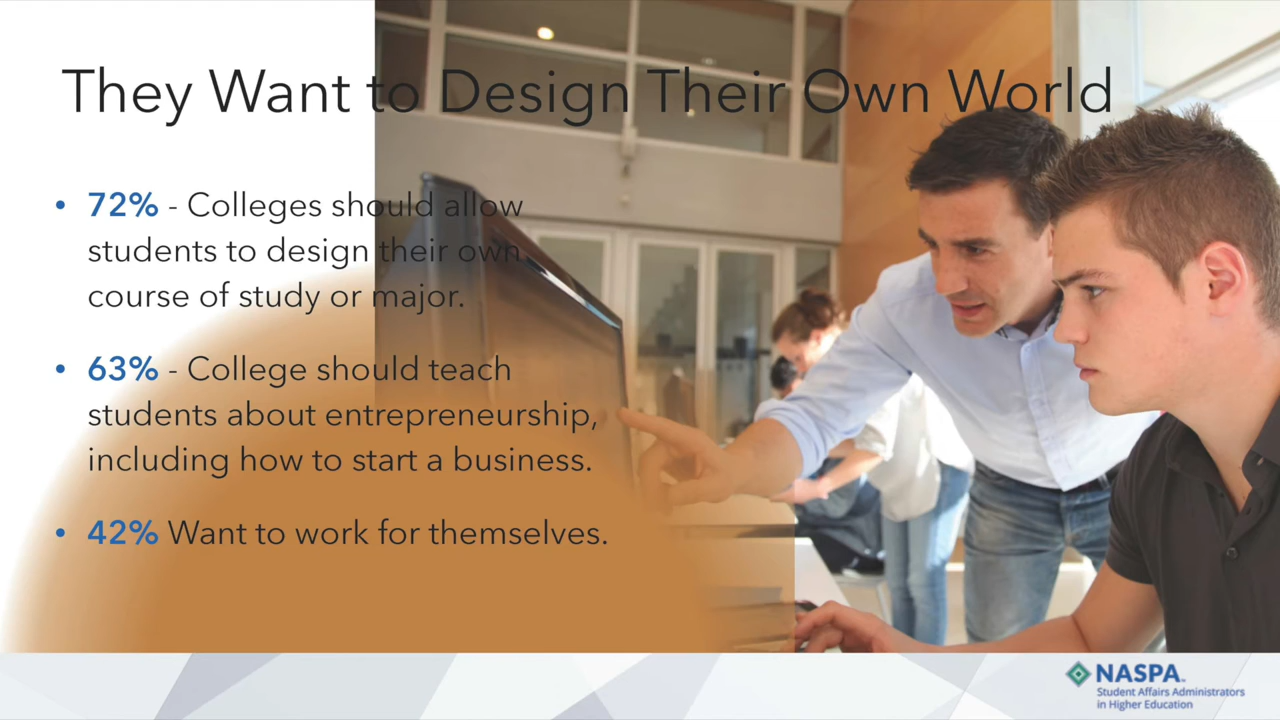 They Want to Design Their Own World
• 72% - Colleges should allow
students to design their own
course of study or major.
• 63% - College should teach
students about entrepreneurship,
including how to start a business.
• 42% Want to work for themselves.
NASPA™
Student Affairs Administrators
in Higher Education